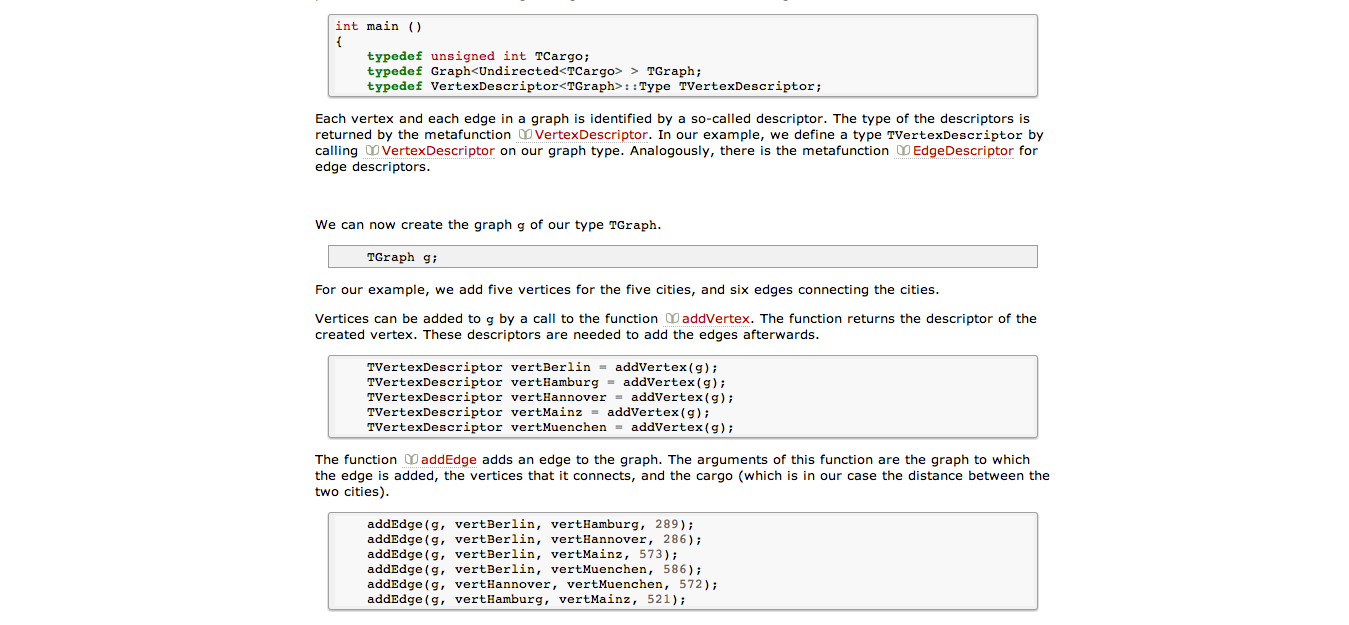 int main ()
{
typedef unsigned int TCargo;
typedef Graph<Undirected<TCargo> > TGraph;
typedef VertexDescriptor<TGraph>::Type TVertexDescriptor;
Each vertex and each edge in a graph is identified by a so-called descriptor. The type of the descriptors is
returned by the metafunction VertexDescriptor. In our example, we define a type TVertexDescriptor by
calling VertexDescriptor on our graph type. Analogously, there is the metafunction EdgeDescriptor for
edge descriptors.
We can now create the graph g of our type TGraph.
TGraph g;
For our example, we add five vertices for the five cities, and six edges connecting the cities.
Vertices can be added to g by a call to the function addVertex. The function returns the descriptor of the
created vertex. These descriptors are needed to add the edges afterwards.
TVertexDescriptor vertBerlin = addVertex(g);
TVertexDescriptor vertHamburg = addVertex(g);
TVertexDescriptor vertHannover = addVertex(g);
TVertexDescriptor vertMainz = addVertex(g);
TVertexDescriptor vertMuenchen = addVertex(g);
The function addEdge adds an edge to the graph. The arguments of this function are the graph to which
the edge is added, the vertices that it connects, and the cargo (which is in our case the distance between the
two cities).
addEdge(g, vertBerlin, vertHamburg, 289);
addEdge(g, vertBerlin, vertHannover, 286);
addEdge(g, vertBerlin, vertMainz, 573);
addEdge(g, vertBerlin, vertMuenchen, 586);
addEdge(g, vertHannover, vertMuenchen, 572);
addEdge(g, vertHamburg, vertMainz, 521);